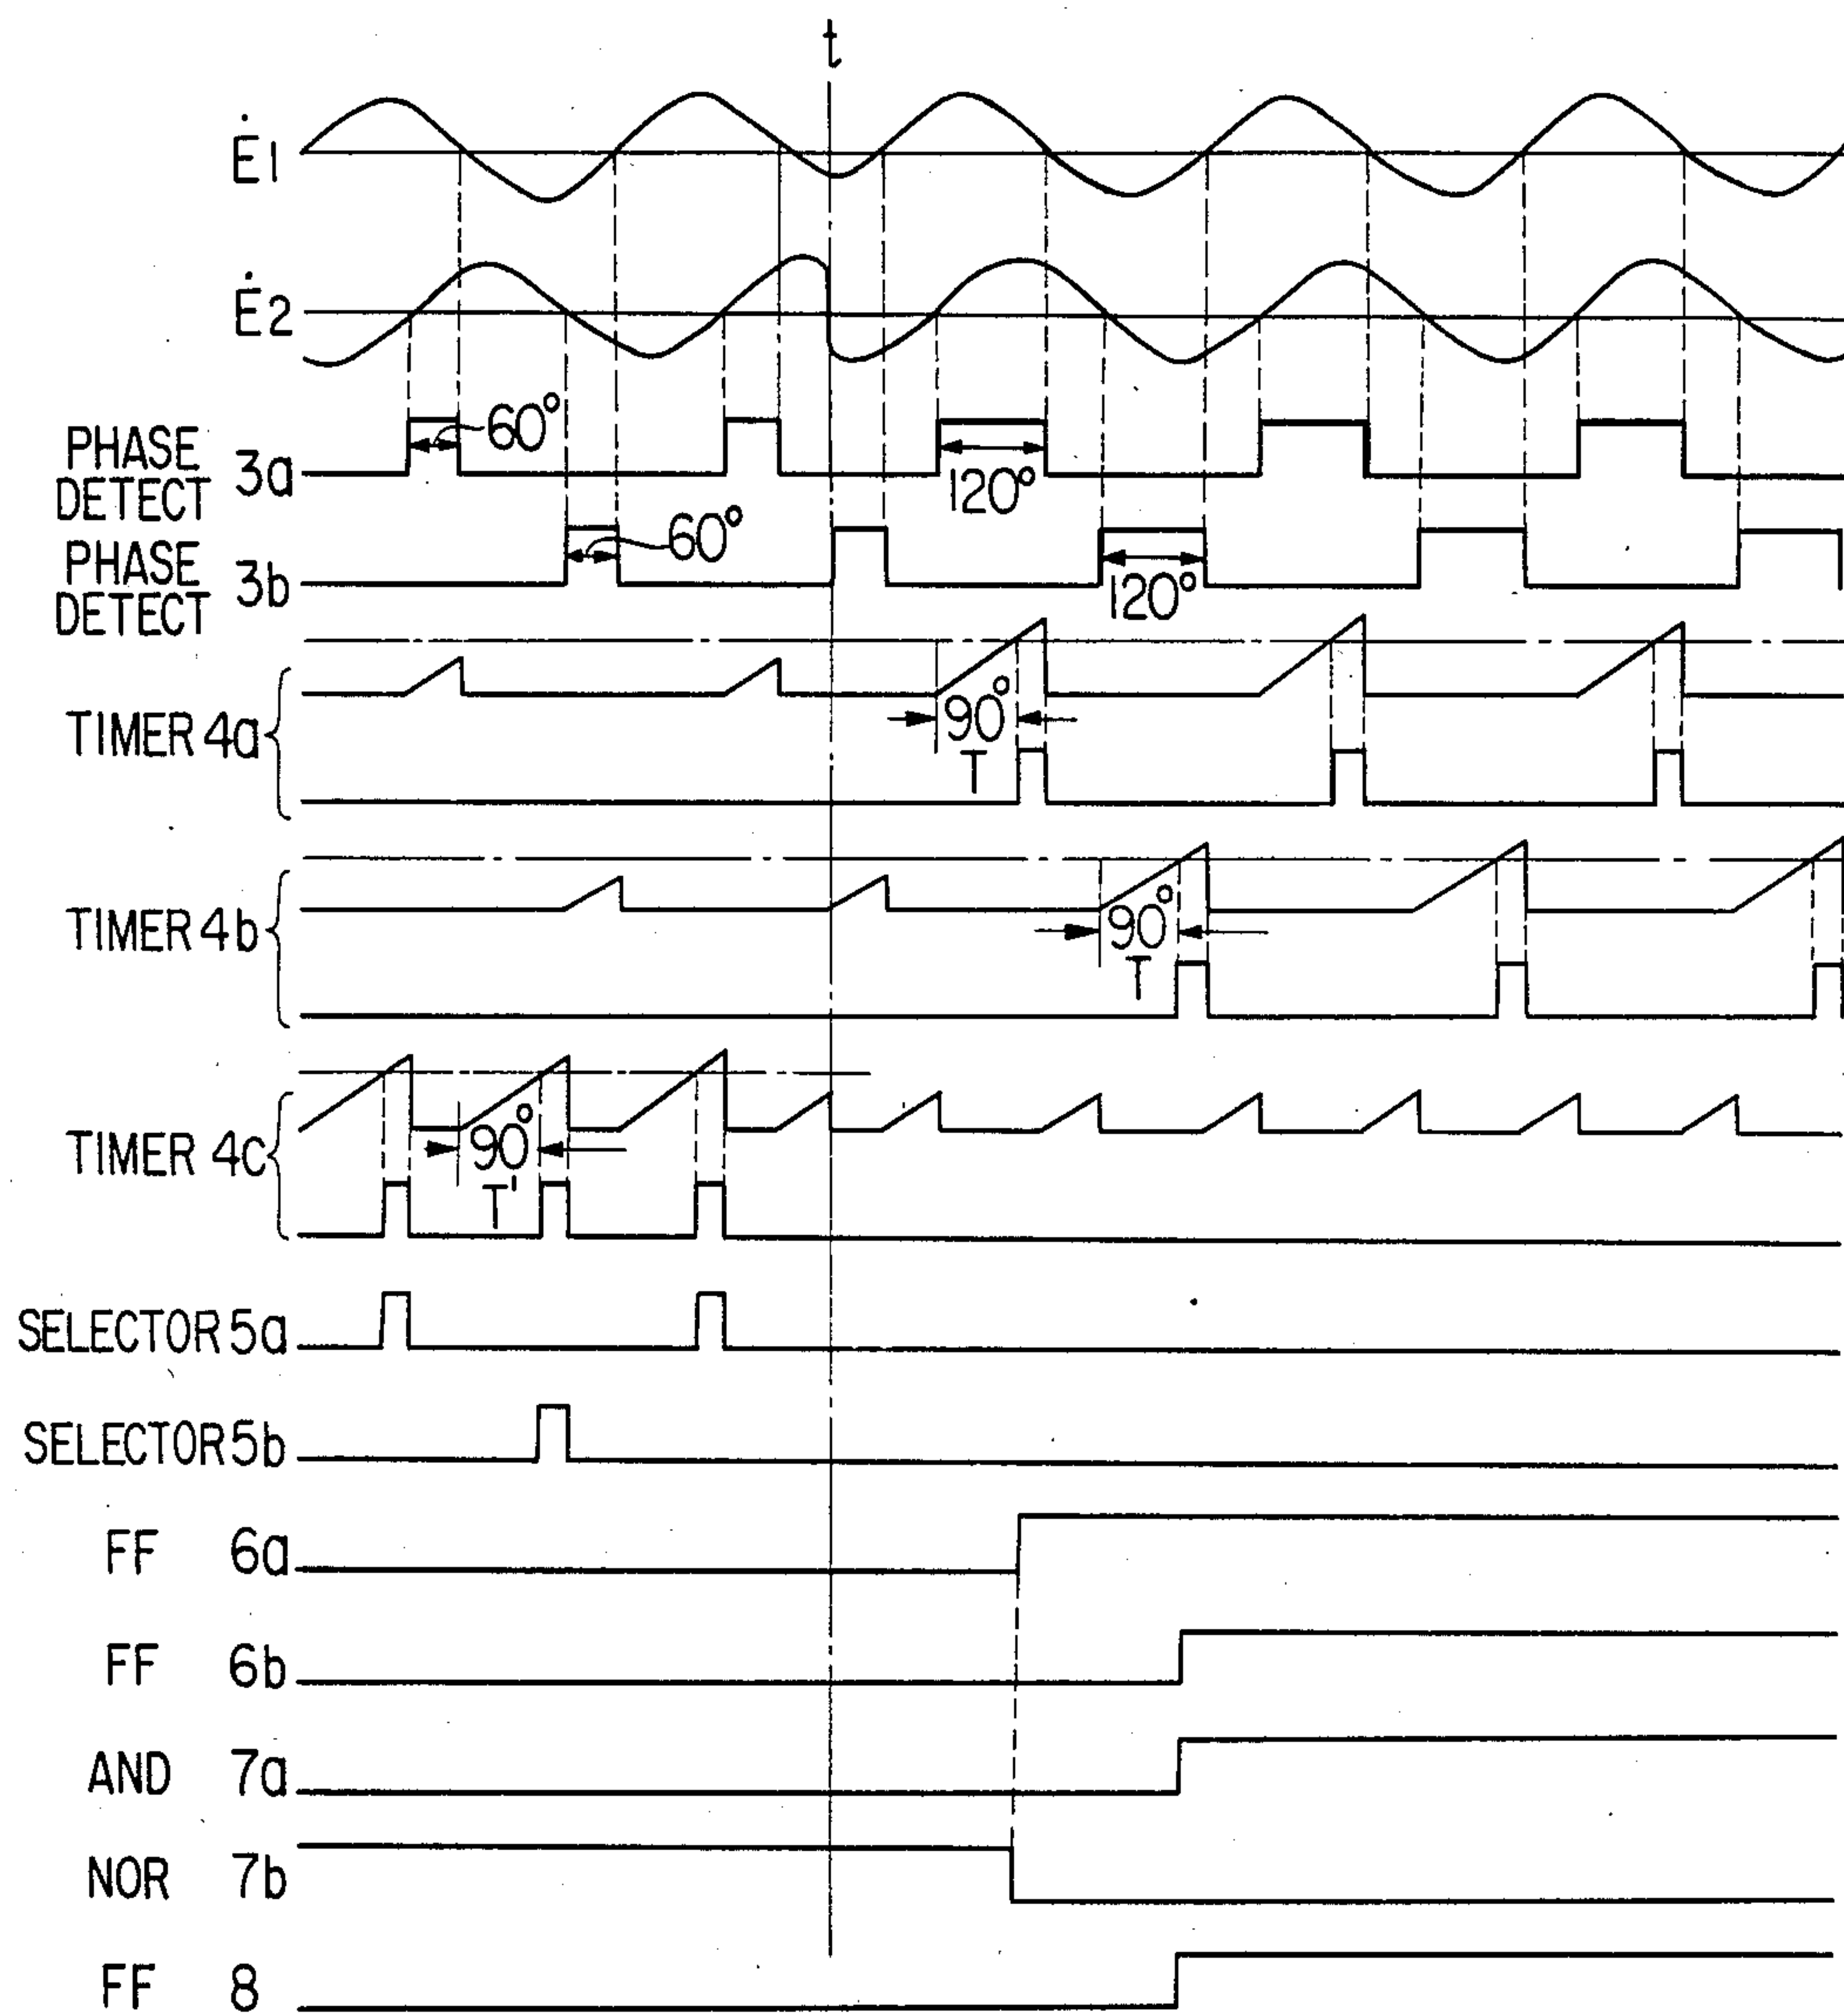 t
Ė1
Ė2
PHASE
DETECT 3a
60°
120°
PHASE
DETECT 3b
60°
120°
TIMER 4a
90°
T
TIMER 4b
90°
T
TIMER 4c
90°
T'
SELECTOR 5a
SELECTOR 5b
FF 6a
FF 6b
AND 7a
NOR 7b
FF 8